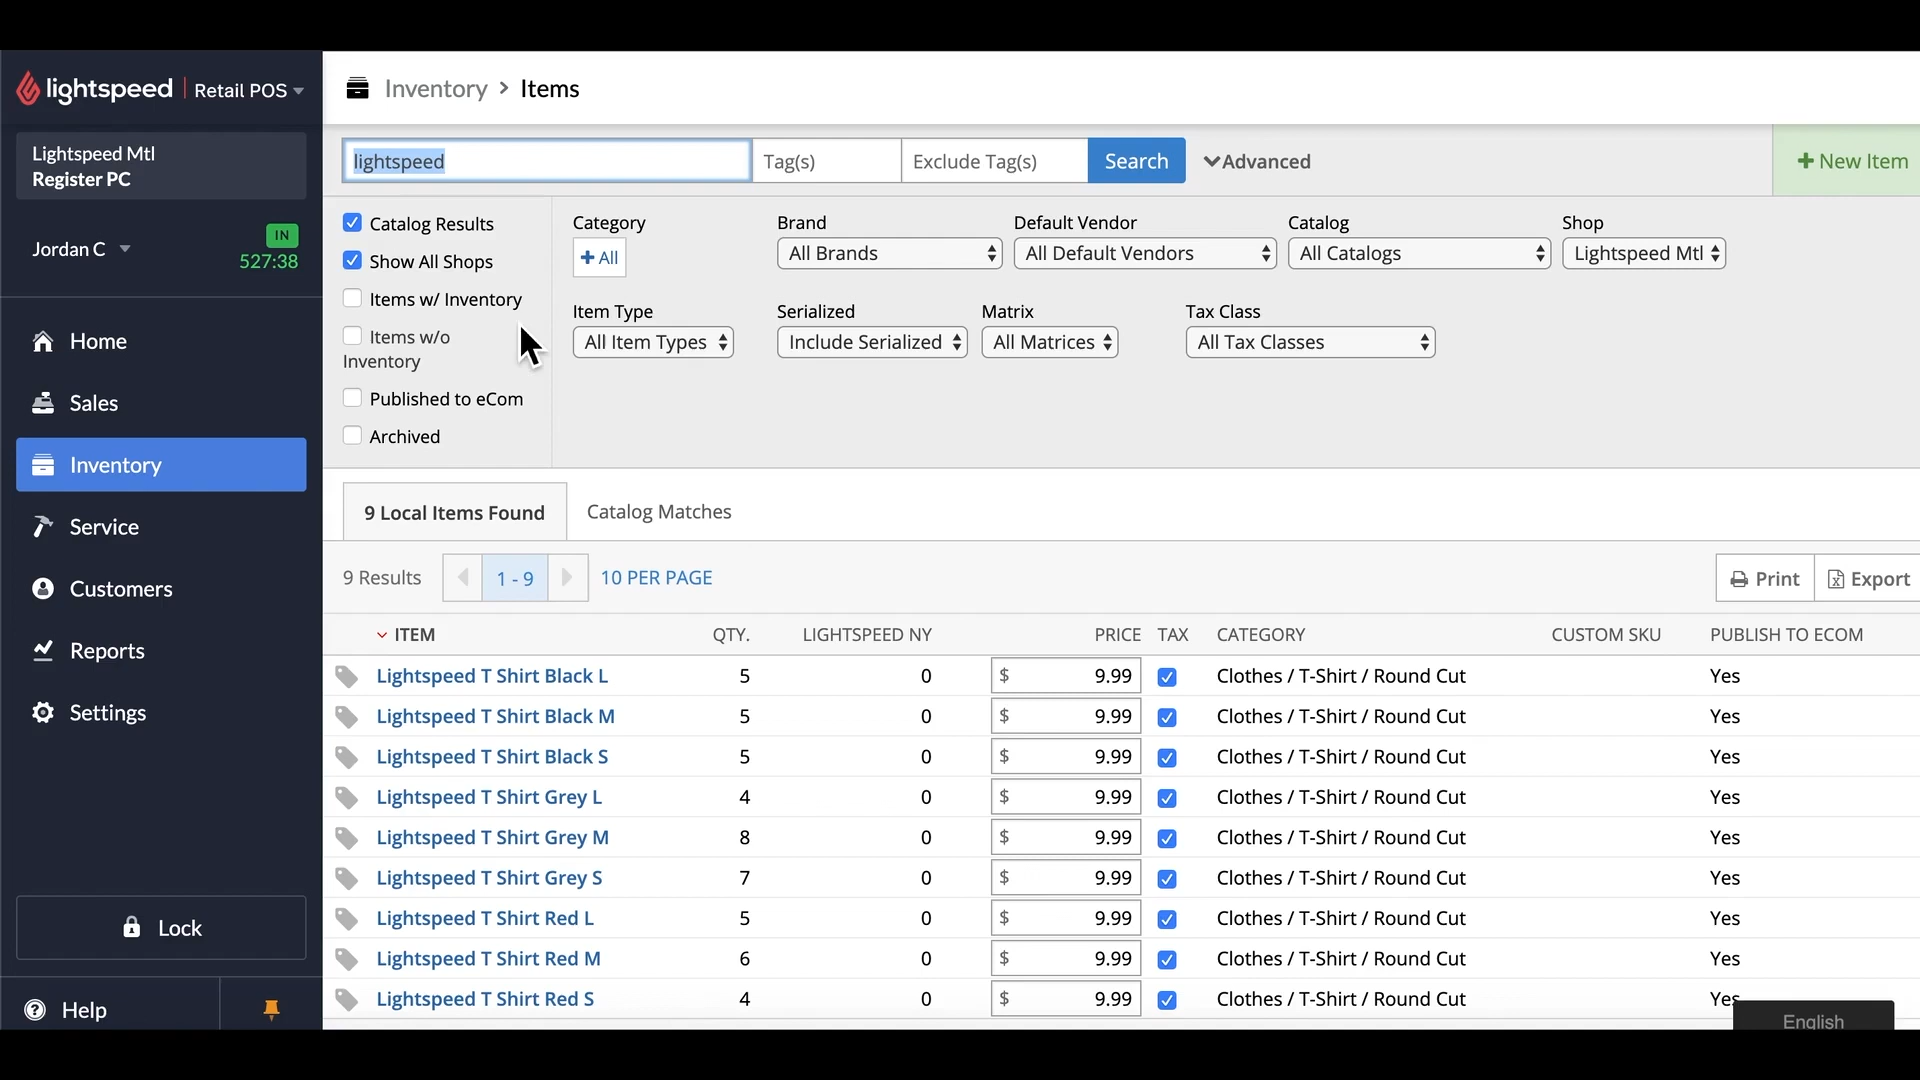 lightspeed | Retail POS
Lightspeed Mtl
Register PC
Jordan C
IN
527:38
Home
Sales
Inventory
Service
Customers
Reports
Settings
Lock
Help
Inventory > Items
lightspeed Tag(s) Exclude Tag(s) Search Advanced + New Item
Catalog Results
Show All Shops
Items w/ Inventory
Items w/o
Inventory
Published to eCom
Archived
Category Brand Default Vendor Catalog Shop
+ All All Brands All Default Vendors All Catalogs Lightspeed Mtl
Item Type Serialized Matrix Tax Class
All Item Types Include Serialized All Matrices All Tax Classes
9 Local Items Found Catalog Matches
9 Results 1 - 9 10 PER PAGE Print Export
ITEM QTY. LIGHTSPEED NY PRICE TAX CATEGORY CUSTOM SKU PUBLISH TO ECOM
Lightspeed T Shirt Black L 5 0 $ 9.99 Clothes / T-Shirt / Round Cut Yes
Lightspeed T Shirt Black M 5 0 $ 9.99 Clothes / T-Shirt / Round Cut Yes
Lightspeed T Shirt Black S 5 0 $ 9.99 Clothes / T-Shirt / Round Cut Yes
Lightspeed T Shirt Grey L 4 0 $ 9.99 Clothes / T-Shirt / Round Cut Yes
Lightspeed T Shirt Grey M 8 0 $ 9.99 Clothes / T-Shirt / Round Cut Yes
Lightspeed T Shirt Grey S 7 0 $ 9.99 Clothes / T-Shirt / Round Cut Yes
Lightspeed T Shirt Red L 5 0 $ 9.99 Clothes / T-Shirt / Round Cut Yes
Lightspeed T Shirt Red M 6 0 $ 9.99 Clothes / T-Shirt / Round Cut Yes
Lightspeed T Shirt Red S 4 0 $ 9.99 Clothes / T-Shirt / Round Cut Yes
English